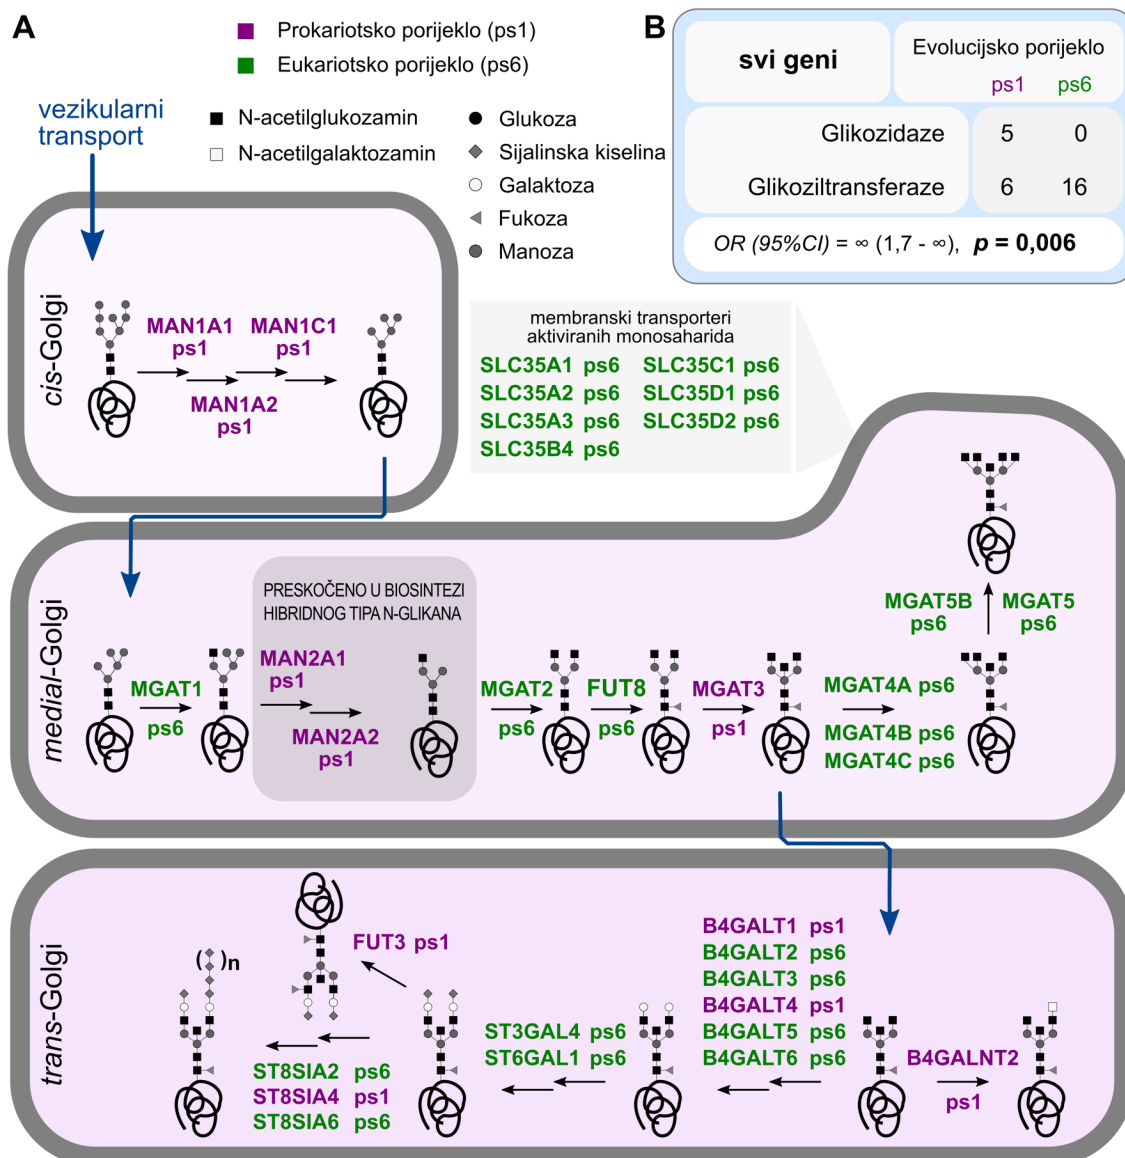 A
Prokariotsko porijeklo (ps1)
Eukariotsko porijeklo (ps6)
vezikularni
transport
N-acetilglukozamin
N-acetilgalaktozamin
Glukoza
Sijalinska kiselina
Galaktoza
Fukoza
Manoza
B
svi geni
Evolucijsko porijeklo
ps1 ps6
Glikozidaze 5 0
Glikoziltransferaze 6 16
OR (95%CI) = ∞ (1,7 - ∞), p = 0,006
cis-Golgi
MAN1A1
ps1
MAN1C1
ps1
MAN1A2
ps1
membranski transporteri
aktiviranih monosaharida
SLC35A1 ps6 SLC35C1 ps6
SLC35A2 ps6 SLC35D1 ps6
SLC35A3 ps6 SLC35D2 ps6
SLC35B4 ps6
medial-Golgi
MGAT1
ps6
PRESKOČENO U BIOSINTEZI
HIBRIDNOG TIPA N-GLIKANA
MAN2A1
ps1
MAN2A2
ps1
MGAT2
ps6
FUT8
ps6
MGAT3
ps1
MGAT4A ps6
MGAT4B ps6
MGAT4C ps6
MGAT5B
ps6
MGAT5
ps6
trans-Golgi
( )n
FUT3 ps1
ST8SIA2 ps6
ST8SIA4 ps1
ST8SIA6 ps6
ST3GAL4 ps6
ST6GAL1 ps6
B4GALT1 ps1
B4GALT2 ps6
B4GALT3 ps6
B4GALT4 ps1
B4GALT5 ps6
B4GALT6 ps6
B4GALNT2
ps1